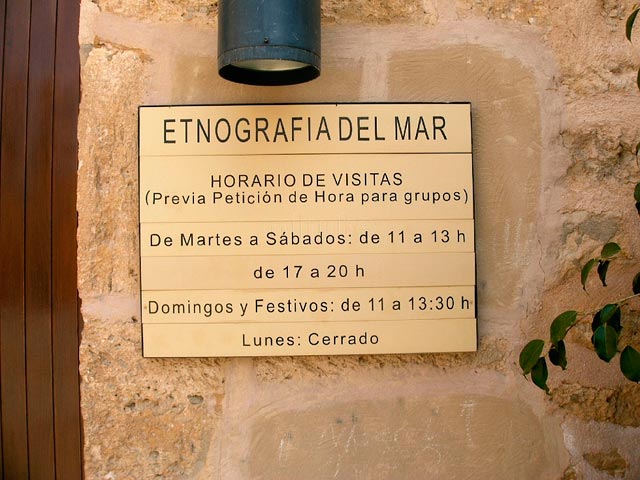 ETNOGRAFIA DEL MAR
HORARIO DE VISITAS
(Previa Petición de Hora para grupos)
De Martes a Sábados: de 11 a 13 h
de 17 a 20 h
Domingos y Festivos: de 11 a 13:30 h
Lunes: Cerrado